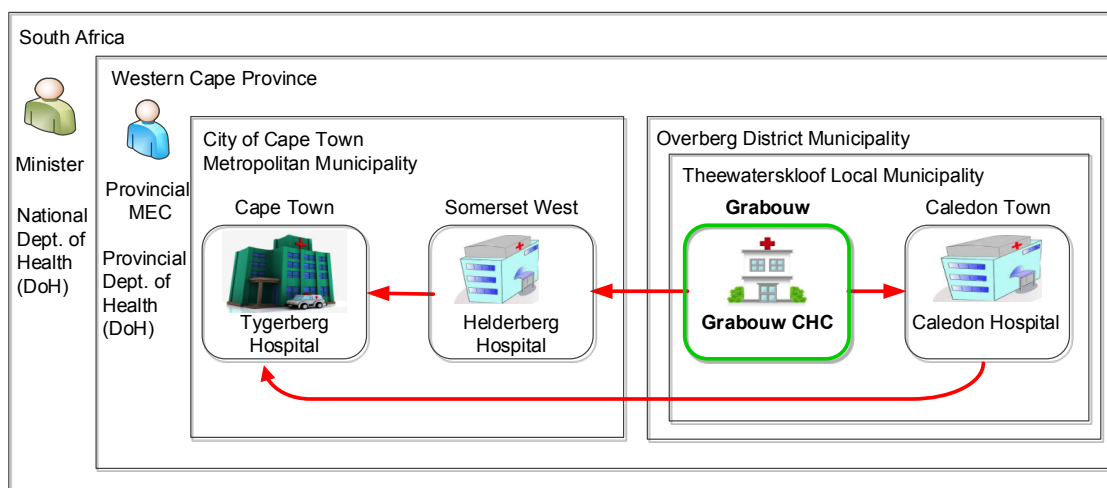 South Africa
Minister
National
Dept. of
Health
(DoH)
Western Cape Province
Provincial
MEC
Provincial
Dept. of
Health
(DoH)
City of Cape Town
Metropolitan Municipality
Cape Town
Tygerberg
Hospital
Somerset West
Helderberg
Hospital
Overberg District Municipality
Theewaterskloof Local Municipality
Grabouw
Grabouw CHC
Caledon Town
Caledon Hospital